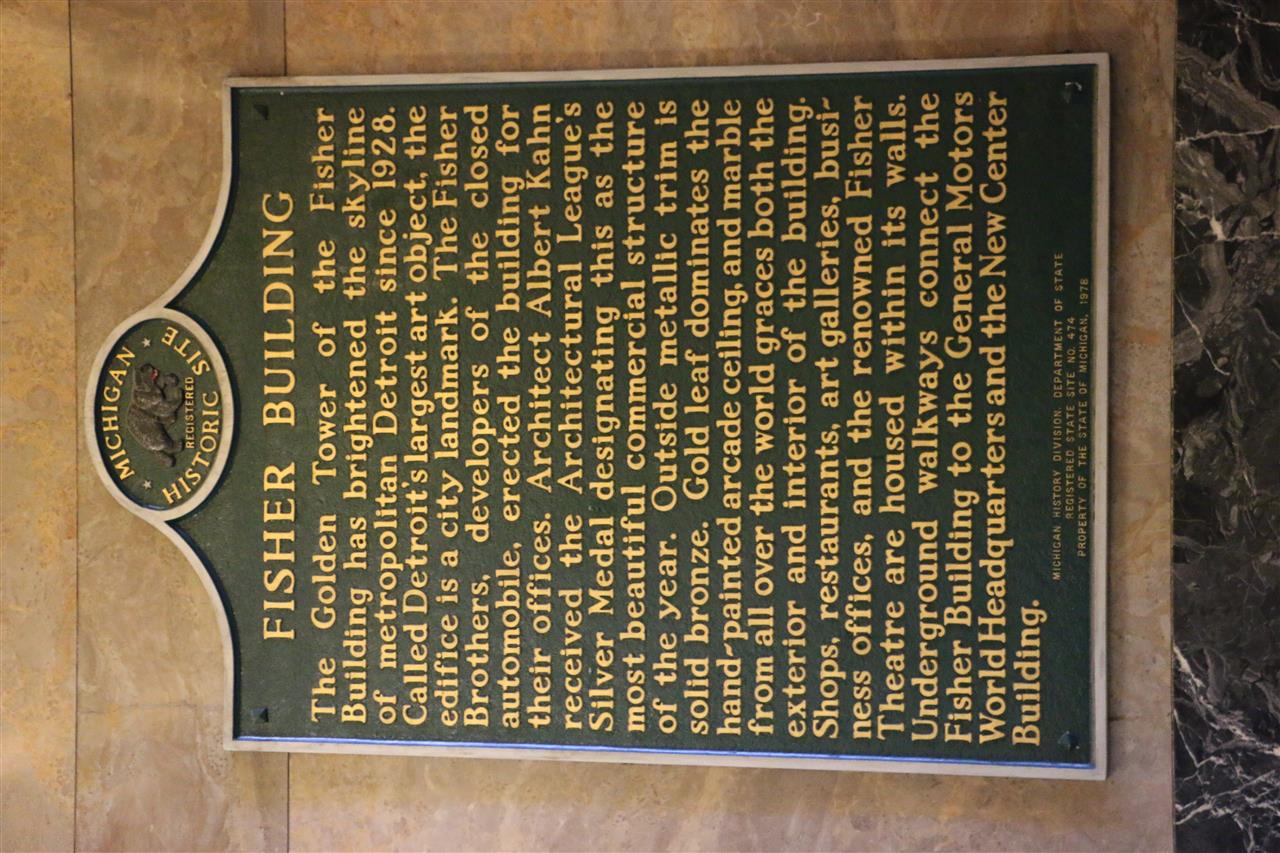 MICHIGAN
REGISTERED
HISTORIC SITE
FISHER BUILDING
The Golden Tower of the Fisher
Building has brightened the skyline
of metropolitan Detroit since 1928.
Called Detroit's largest art object, the
edifice is a city landmark. The Fisher
Brothers, developers of the closed
automobile, erected the building for
their offices. Architect Albert Kahn
received the Architectural League's
Silver Medal designating this as the
most beautiful commercial structure
of the year. Outside metallic trim is
solid bronze. Gold leaf dominates the
hand-painted arcade ceiling, and marble
from all over the world graces both the
exterior and interior of the building.
Shops, restaurants, art galleries, busi-
ness offices, and the renowned Fisher
Theatre are housed within its walls.
Underground walkways connect the
Fisher Building to the General Motors
World Headquarters and the New Center
Building.
MICHIGAN HISTORY DIVISION, DEPARTMENT OF STATE
REGISTERED STATE SITE NO. 474
PROPERTY OF THE STATE OF MICHIGAN, 1978